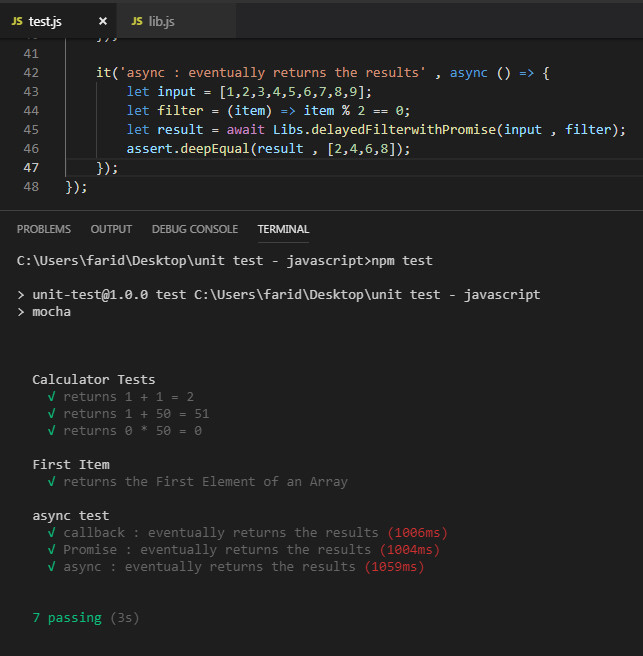 JS test.js × JS lib.js
41
42 it('async : eventually returns the results' , async () => {
43 let input = [1,2,3,4,5,6,7,8,9];
44 let filter = (item) => item % 2 == 0;
45 let result = await Libs.delayedFilterwithPromise(input , filter);
46 assert.deepEqual(result , [2,4,6,8]);
47 });
48 });
PROBLEMS OUTPUT DEBUG CONSOLE TERMINAL
C:\Users\farid\Desktop\unit test - javascript>npm test
> unit-test@1.0.0 test C:\Users\farid\Desktop\unit test - javascript
> mocha
Calculator Tests
√ returns 1 + 1 = 2
√ returns 1 + 50 = 51
√ returns 0 * 50 = 0
First Item
√ returns the First Element of an Array
async test
√ callback : eventually returns the results (1006ms)
√ Promise : eventually returns the results (1004ms)
√ async : eventually returns the results (1059ms)
7 passing (3s)